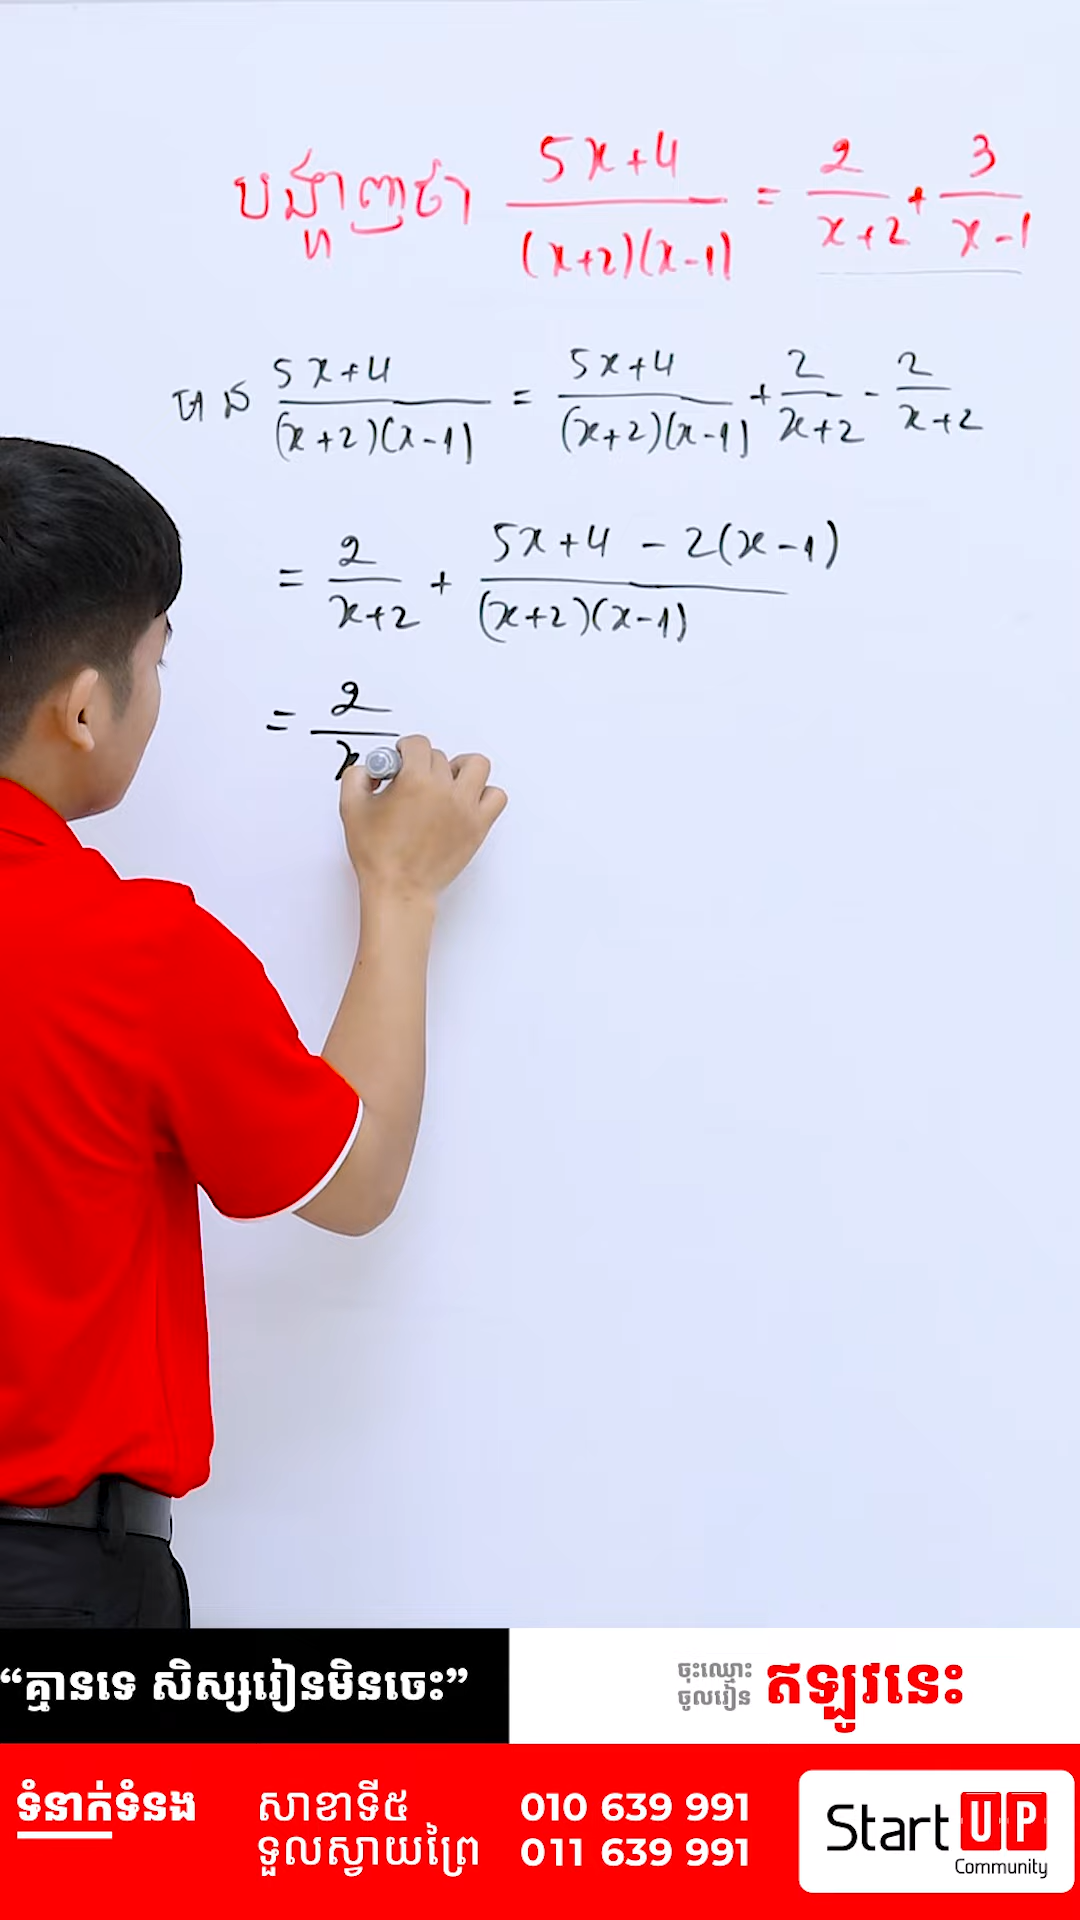 បង្ហាញថា (5x+4)/((x+2)(x-1)) = 2/(x+2) + 3/(x-1)
មាន (5x+4)/((x+2)(x-1)) = (5x+4)/((x+2)(x-1)) + 2/(x+2) - 2/(x+2)
= 2/(x+2) + (5x+4 - 2(x-1))/((x+2)(x-1))
= 2/x
“គ្មានទេ សិស្សរៀនមិនចេះ”
ចុះឈ្មោះ
ចូលរៀន
ឥឡូវនេះ
ទំនាក់ទំនង
សាខាទី៥
ទួលស្វាយព្រៃ
010 639 991
011 639 991
Start UP
Community